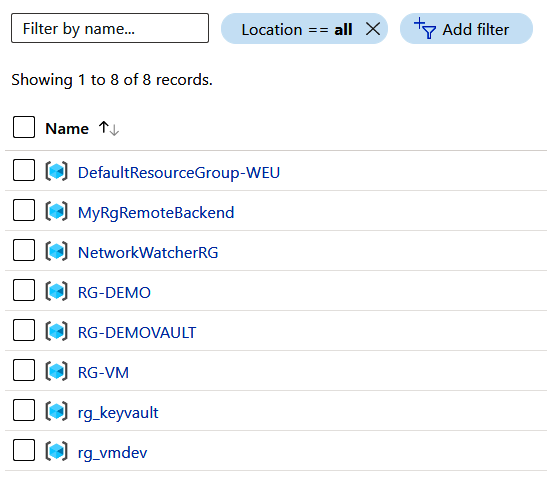 Filter by name... Location == all Add filter
Showing 1 to 8 of 8 records.
Name
DefaultResourceGroup-WEU
MyRgRemoteBackend
NetworkWatcherRG
RG-DEMO
RG-DEMOVAULT
RG-VM
rg_keyvault
rg_vmdev